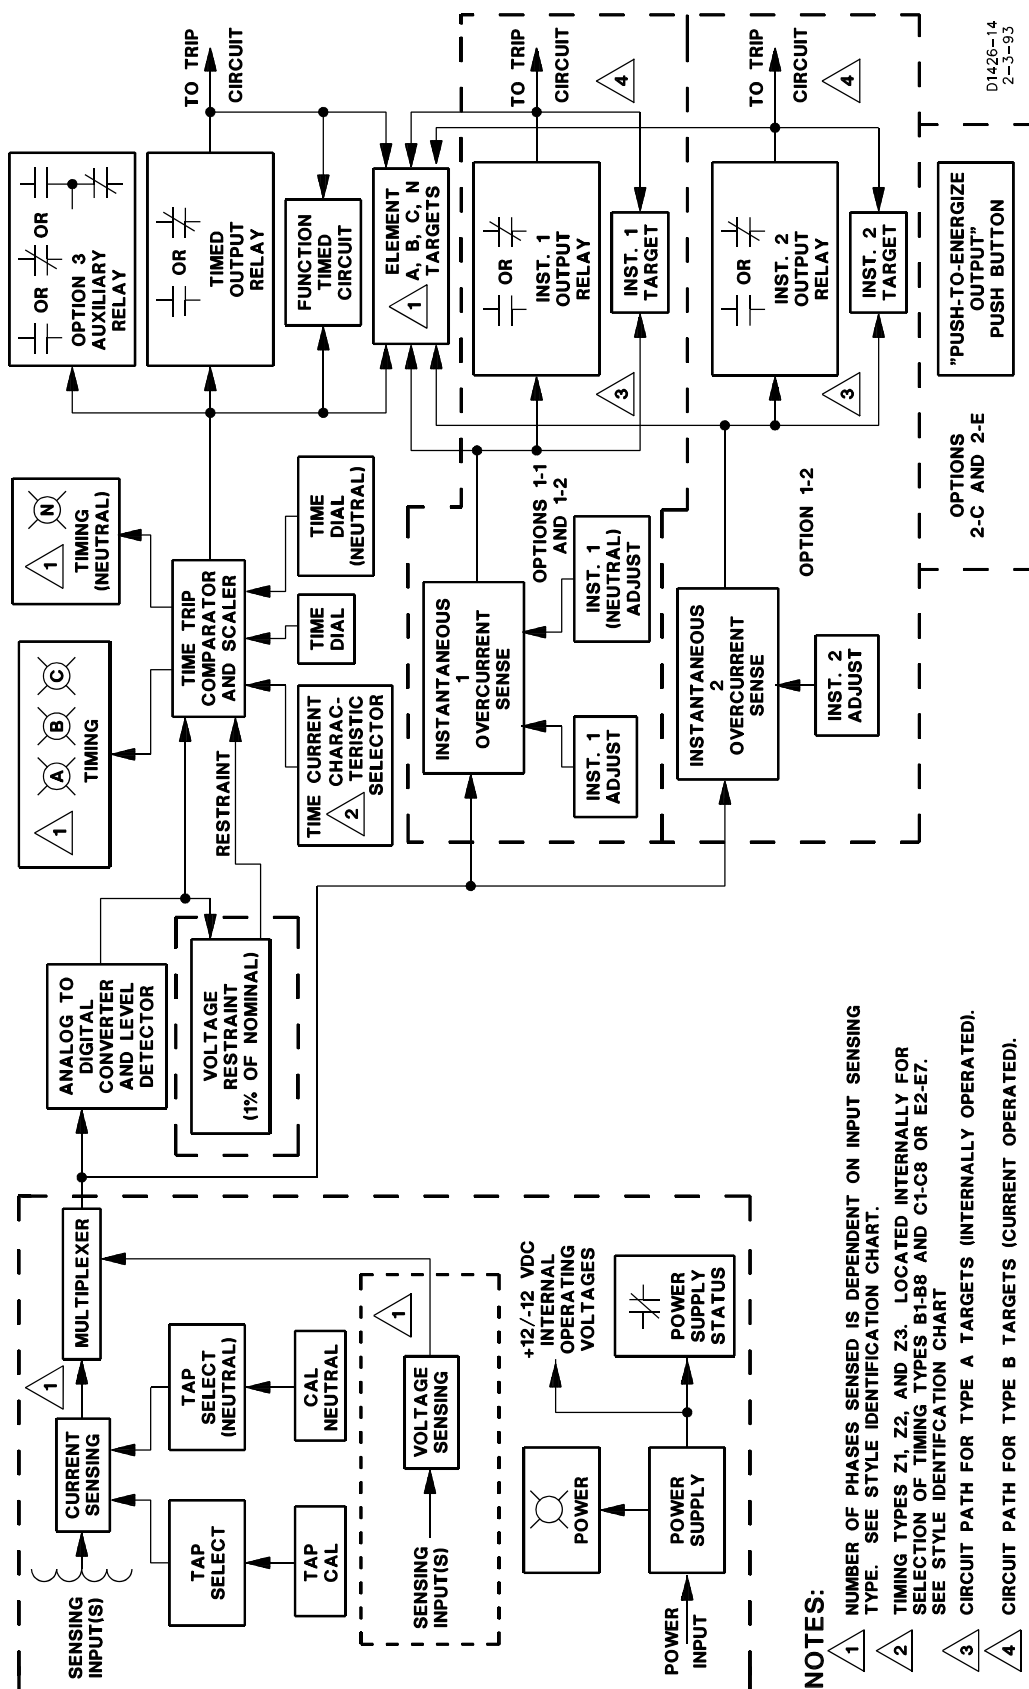 SENSING
INPUT(S)
CURRENT
SENSING
1
MULTIPLEXER
TAP
SELECT
TAP
SELECT
(NEUTRAL)
TAP
CAL
CAL
NEUTRAL
SENSING
INPUT(S)
VOLTAGE
SENSING
1
POWER
INPUT
POWER
SUPPLY
POWER
+12/-12 VDC
INTERNAL
OPERATING
VOLTAGES
POWER
SUPPLY
STATUS
ANALOG TO
DIGITAL
CONVERTER
AND LEVEL
DETECTOR
VOLTAGE
RESTRAINT
(1% OF NOMINAL)
RESTRAINT
1
A
B
C
TIMING
1
N
TIMING
(NEUTRAL)
TIME TRIP
COMPARATOR
AND SCALER
TIME CURRENT
CHARAC-
TERISTIC
SELECTOR
2
TIME
DIAL
TIME
DIAL
(NEUTRAL)
INSTANTANEOUS
1
OVERCURRENT
SENSE
INST. 1
ADJUST
INST. 1
(NEUTRAL)
ADJUST
OPTIONS 1-1
AND 1-2
INSTANTANEOUS
2
OVERCURRENT
SENSE
INST. 2
ADJUST
OPTION 1-2
OR
OR
OPTION 3
AUXILIARY
RELAY
OR
TIMED
OUTPUT
RELAY
TO TRIP
CIRCUIT
FUNCTION
TIMED
CIRCUIT
ELEMENT
1
A, B, C, N
TARGETS
OR
INST. 1
OUTPUT
RELAY
TO TRIP
CIRCUIT
4
3
INST. 1
TARGET
OR
INST. 2
OUTPUT
RELAY
TO TRIP
CIRCUIT
4
3
INST. 2
TARGET
OPTIONS
2-C AND 2-E
"PUSH-TO-ENERGIZE
OUTPUT"
PUSH BUTTON
D1426-14
2-3-93
NOTES:
1
NUMBER OF PHASES SENSED IS DEPENDENT ON INPUT SENSING
TYPE. SEE STYLE IDENTIFICATION CHART.
2
TIMING TYPES Z1, Z2, AND Z3. LOCATED INTERNALLY FOR
SELECTION OF TIMING TYPES B1-B8 AND C1-C8 OR E2-E7.
SEE STYLE IDENTIFCATION CHART
3
CIRCUIT PATH FOR TYPE A TARGETS (INTERNALLY OPERATED).
4
CIRCUIT PATH FOR TYPE B TARGETS (CURRENT OPERATED).